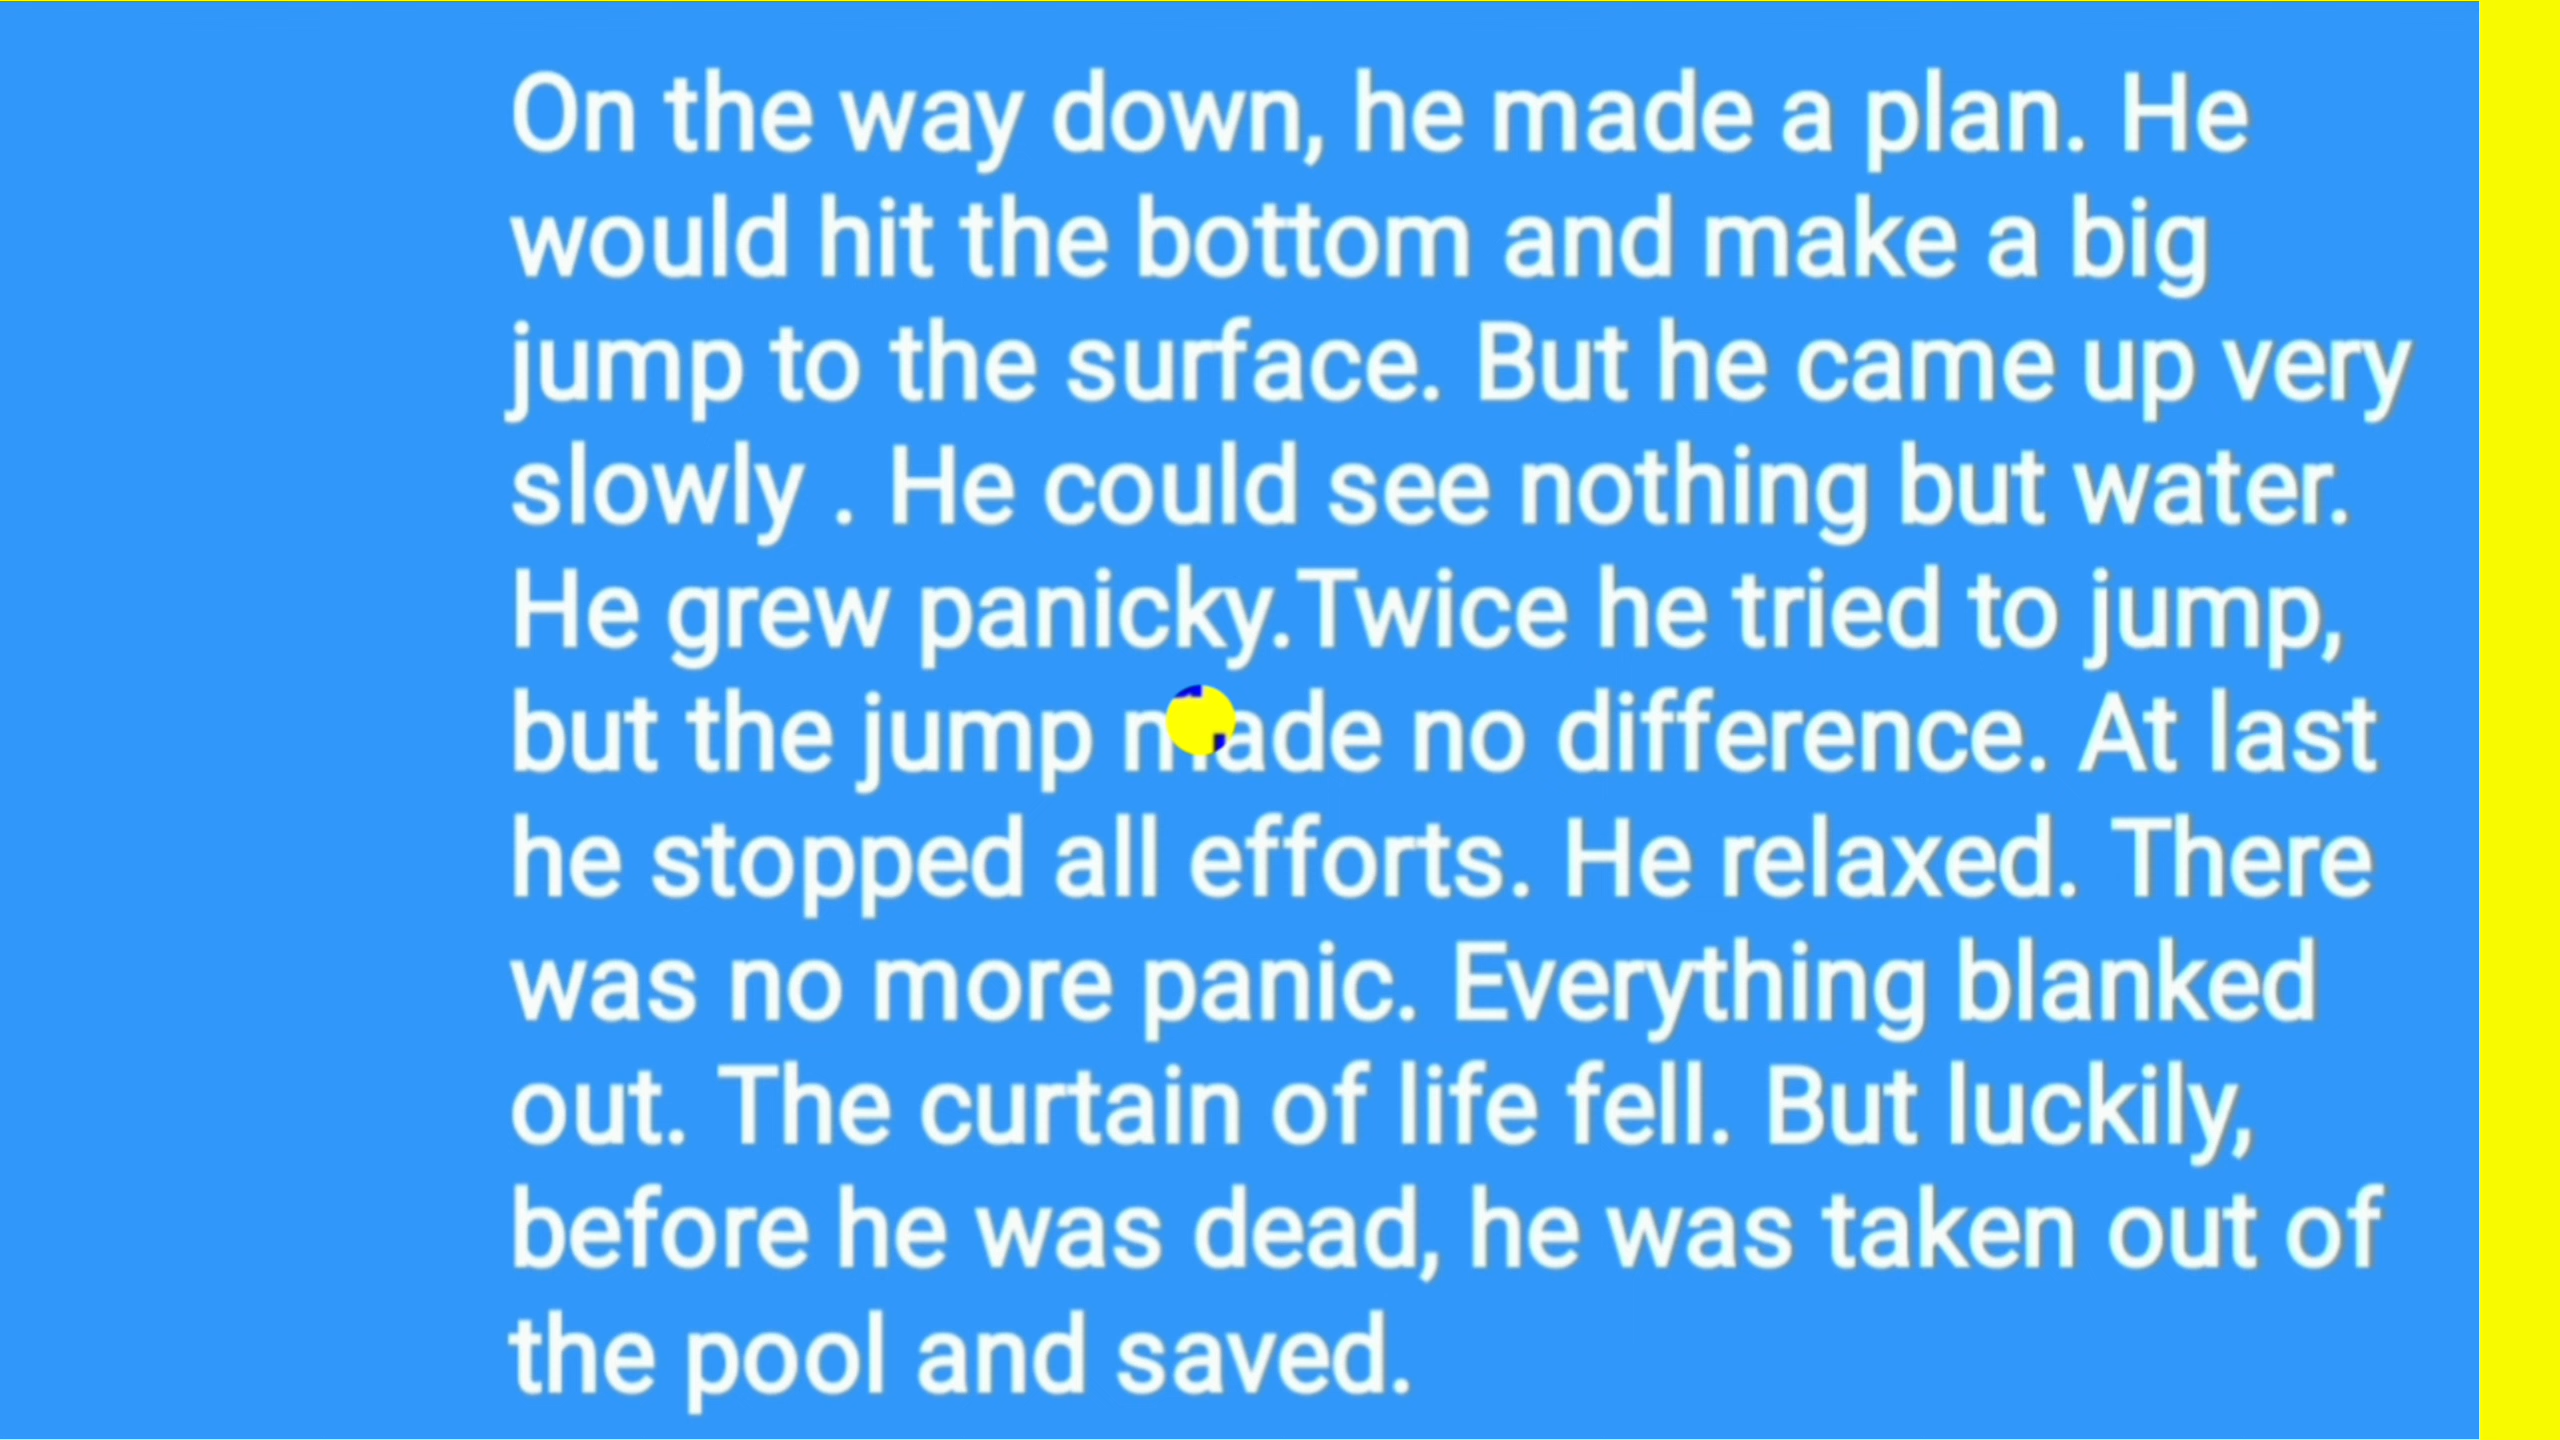 On the way down, he made a plan. He
would hit the bottom and make a big
jump to the surface. But he came up very
slowly . He could see nothing but water.
He grew panicky.Twice he tried to jump,
but the jump made no difference. At last
he stopped all efforts. He relaxed. There
was no more panic. Everything blanked
out. The curtain of life fell. But luckily,
before he was dead, he was taken out of
the pool and saved.